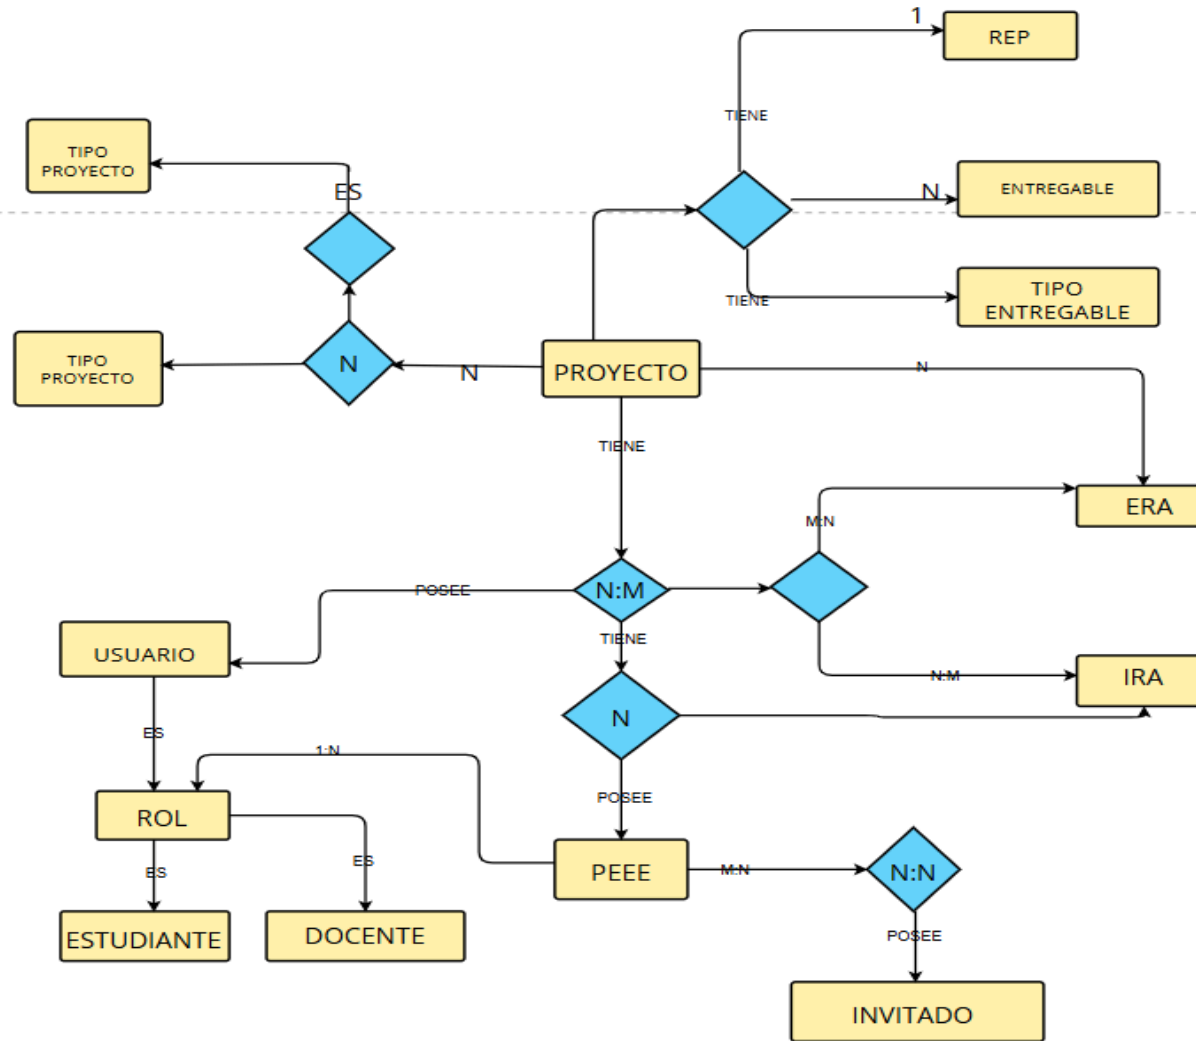 1
REP
TIENE
TIPO
PROYECTO
ES
N
ENTREGABLE
TIENE
TIPO
ENTREGABLE
TIPO
PROYECTO
N
N
PROYECTO
N
TIENE
ERA
M:N
POSEE
N:M
TIENE
USUARIO
N:M
IRA
N
ES
1:N
POSEE
ROL
ES
ES
PEEE
M:N
N:N
ESTUDIANTE
DOCENTE
POSEE
INVITADO